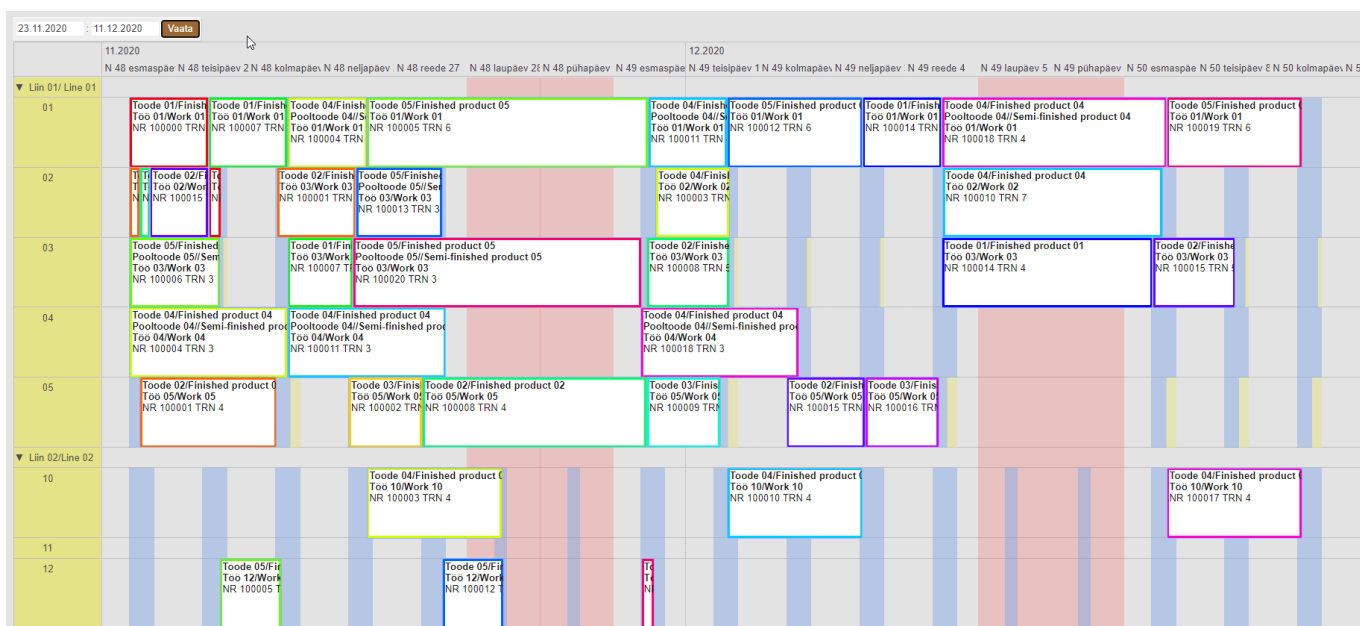 23.11.2020 : 11.12.2020 Vaata
11.2020 12.2020
N 48 esmaspäe N 48 teisipäev 2 N 48 kolmapäev N 48 neljapäev N 48 reede 27 N 48 laupäev 28 N 48 pühapäev N 49 esmaspäe N 49 teisipäev 1 N 49 kolmapäev N 49 neljapäev N 49 reede 4 N 49 laupäev 5 N 49 pühapäev N 50 esmaspäe N 50 teisipäev 8 N 50 kolmapäev N 5
▼ Liin 01/ Line 01
01
Toode 01/Finish
Töö 01/Work 01
NR 100000 TRN
Toode 01/Finish
Töö 01/Work 01
NR 100007 TRN
Toode 04/Finish
Pooltoode 04//S
Töö 01/Work 01
NR 100004 TRN
Toode 05/Finished product 05
Töö 01/Work 01
NR 100005 TRN 6
Toode 04/Finish
Pooltoode 04//S
Töö 01/Work 01
NR 100011 TRN
Toode 05/Finished product
Töö 01/Work 01
NR 100012 TRN 6
Toode 01/Finish
Töö 01/Work 01
NR 100014 TRN
Toode 04/Finished product 04
Pooltoode 04//Semi-finished product 04
Töö 01/Work 01
NR 100018 TRN 4
Toode 05/Finished product
Töö 01/Work 01
NR 100019 TRN 6
02
Toode 02/Fi
Töö 02/Wor
NR 100015
Toode 02/Finish
Töö 03/Work 03
NR 100001 TRN
Toode 05/Finishe
Pooltoode 05//Se
Töö 03/Work 03
NR 100013 TRN 3
Toode 04/Finis
Töö 02/Work 02
NR 100003 TRN
Toode 04/Finished product 04
Töö 02/Work 02
NR 100010 TRN 7
03
Toode 05/Finished
Pooltoode 05//Sem
Töö 03/Work 03
NR 100006 TRN 3
Toode 01/Fin
Töö 03/Work
NR 100007 T
Toode 05/Finished product 05
Pooltoode 05//Semi-finished product 05
Töö 03/Work 03
NR 100020 TRN 3
Toode 02/Finishe
Töö 03/Work 03
NR 100008 TRN
Toode 01/Finished product 01
Töö 03/Work 03
NR 100014 TRN 4
Toode 02/Finishe
Töö 03/Work 03
NR 100015 TRN
04
Toode 04/Finished product 04
Pooltoode 04//Semi-finished pro
Töö 04/Work 04
NR 100004 TRN 3
Toode 04/Finished product 04
Pooltoode 04//Semi-finished pro
Töö 04/Work 04
NR 100011 TRN 3
Toode 04/Finished product 04
Pooltoode 04//Semi-finished pro
Töö 04/Work 04
NR 100018 TRN 3
05
Toode 02/Finished product 0
Töö 05/Work 05
NR 100001 TRN 4
Toode 03/Finis
Töö 05/Work 0
NR 100002 TR
Toode 02/Finished product 02
Töö 05/Work 05
NR 100008 TRN 4
Toode 03/Finis
Töö 05/Work 0
NR 100009 TR
Toode 02/Finish
Töö 05/Work 05
NR 100015 TRN
Toode 03/Finis
Töö 05/Work 0
NR 100016 TR
▼ Liin 02/Line 02
10
Toode 04/Finished product
Töö 10/Work 10
NR 100003 TRN 4
Toode 04/Finished product
Töö 10/Work 10
NR 100010 TRN 4
Toode 04/Finished product
Töö 10/Work 10
NR 100017 TRN 4
11
12
Toode 05/Fin
Töö 12/Work
NR 100005 T
Toode 05/Fin
Töö 12/Work
NR 100012 T